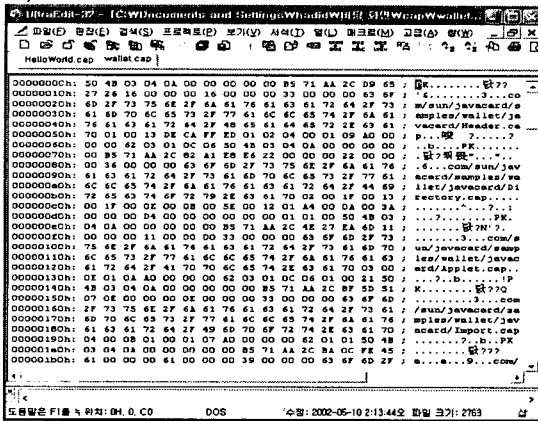 UltraEdit-32 - [C:\Documents and Settings\hadid\바탕 화면\cap\wallet...
파일(F) 편집(E) 검색(S) 프로젝트(P) 보기(V) 서식(T) 열(L) 매크로(M) 고급(A) 창(W)
HelloWorld.cap wallet.cap
00000000h: 50 4B 03 04 0A 00 00 00 00 00 B5 71 AA 2C D9 65 ; PK........ ??
00000010h: 27 26 16 00 00 00 16 00 00 00 33 00 00 00 63 6F ; '&........3...co
00000020h: 6D 2F 73 75 6E 2F 6A 61 76 61 63 61 72 64 2F 73 ; m/sun/javacard/s
00000030h: 61 6D 70 6C 65 73 2F 77 61 6C 6C 65 74 2F 6A 61 ; amples/wallet/ja
00000040h: 76 61 63 61 72 64 2F 48 65 61 64 65 72 2E 63 61 ; vacard/Header.ca
00000050h: 70 01 00 13 DE CA FF ED 01 02 04 00 01 09 A0 00 ; p..
00000060h: 00 00 62 03 01 0C 06 50 4B 03 04 0A 00 00 00 00 ; ..b....PK.......
00000070h: 00 B5 71 AA 2C 82 A1 EB E6 22 00 00 00 22 00 00 ;
00000080h: 00 36 00 00 00 63 6F 6D 2F 73 75 6E 2F 6A 61 76 ; .6...com/sun/jav
00000090h: 61 63 61 72 64 2F 73 61 6D 70 6C 65 73 2F 77 61 ; acard/samples/wa
000000a0h: 6C 6C 65 74 2F 6A 61 76 61 63 61 72 64 2F 44 69 ; llet/javacard/Di
000000b0h: 72 65 63 74 6F 72 79 2E 63 61 70 02 00 1F 00 13 ; rectory.cap.....
000000c0h: 00 1F 00 0E 00 0B 00 5E 00 12 01 A4 00 0A 00 3A ;
000000d0h: 00 00 00 D4 00 00 00 00 00 00 01 01 00 50 4B 03 ; ...?.........PK.
000000e0h: 04 0A 00 00 00 00 00 B5 71 AA 2C 4E 27 EA 6D 11 ;
000000f0h: 00 00 00 11 00 00 00 33 00 00 00 63 6F 6D 2F 73 ; .......3...com/s
00000100h: 75 6E 2F 6A 61 76 61 63 61 72 64 2F 73 61 6D 70 ; un/javacard/samp
00000110h: 6C 65 73 2F 77 61 6C 6C 65 74 2F 6A 61 76 61 63 ; les/wallet/javac
00000120h: 61 72 64 2F 41 70 70 6C 65 74 2E 63 61 70 03 00 ; ard/Applet.cap..
00000130h: 0E 01 0A A0 00 00 00 62 03 01 0C 06 01 00 21 50 ; ...?...b......!P
00000140h: 4B 03 04 0A 00 00 00 00 00 B5 71 AA 2C BF 5D 51 ;
00000150h: 07 0E 00 00 00 0E 00 00 00 33 00 00 00 63 6F 6D ; .........3...com
00000160h: 2F 73 75 6E 2F 6A 61 76 61 63 61 72 64 2F 73 61 ; /sun/javacard/sa
00000170h: 6D 70 6C 65 73 2F 77 61 6C 6C 65 74 2F 6A 61 76 ; mples/wallet/jav
00000180h: 61 63 61 72 64 2F 49 6D 70 6F 72 74 2E 63 61 70 ; acard/Import.cap
00000190h: 04 00 0B 01 00 01 07 A0 00 00 00 62 01 01 50 4B ; .......?..b..PK
000001a0h: 03 04 0A 00 00 00 00 00 B5 71 AA 2C BA 0C FE 45 ;
000001b0h: 61 00 00 00 61 00 00 00 39 00 00 00 63 6F 6D 2F ; a...a...9...com/
도움말은 F1를 누 위치: 0H, 0, C0 DOS 수정: 2002-05-10 2:13:44오 파일 크기: 2763 삽